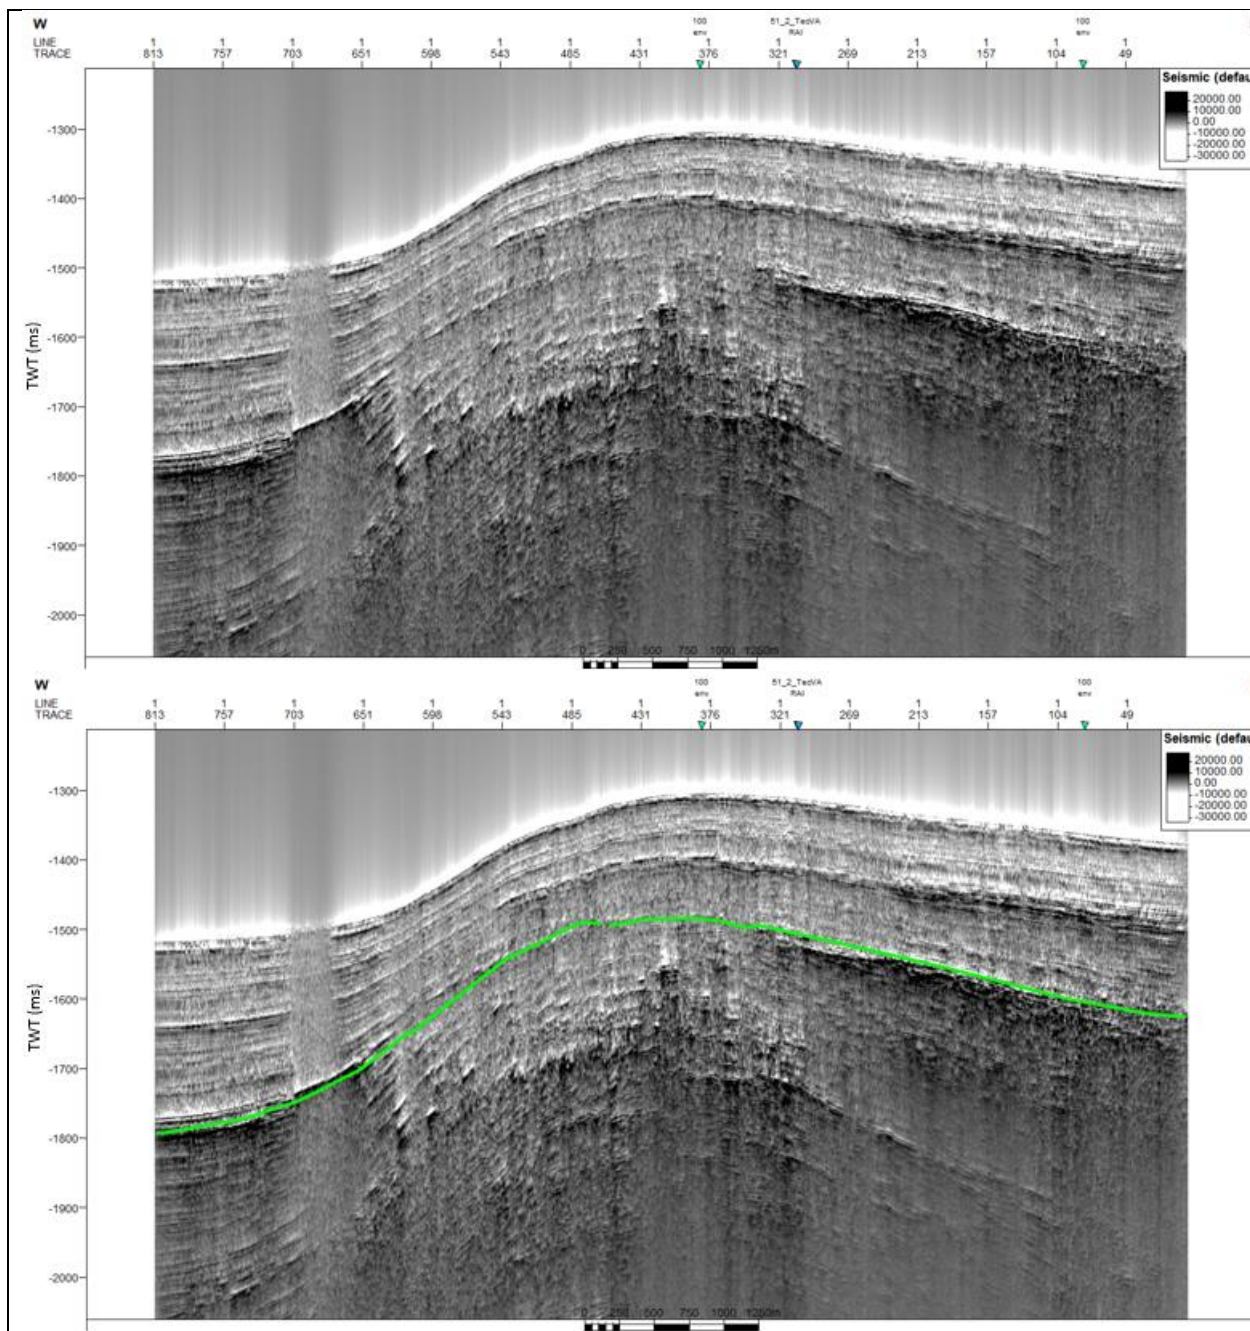 W
100 51_2_TecVA 100
env RAI env
LINE 1 1 1 1 1 1 1 1 1 1 1 1 1 1 1
TRACE 813 757 703 651 598 543 485 431 376 321 269 213 157 104 49
Seismic (defau
20000.00
10000.00
0.00
-10000.00
-20000.00
-30000.00
-1300
-1400
-1500
-1600
-1700
-1800
-1900
-2000
TWT (ms)
0 250 500 750 1000 1250m
W
100 51_2_TecVA 100
env RAI env
LINE 1 1 1 1 1 1 1 1 1 1 1 1 1 1 1
TRACE 813 757 703 651 598 543 485 431 376 321 269 213 157 104 49
Seismic (defau
20000.00
10000.00
0.00
-10000.00
-20000.00
-30000.00
-1300
-1400
-1500
-1600
-1700
-1800
-1900
-2000
TWT (ms)
0 250 500 750 1000 1250m